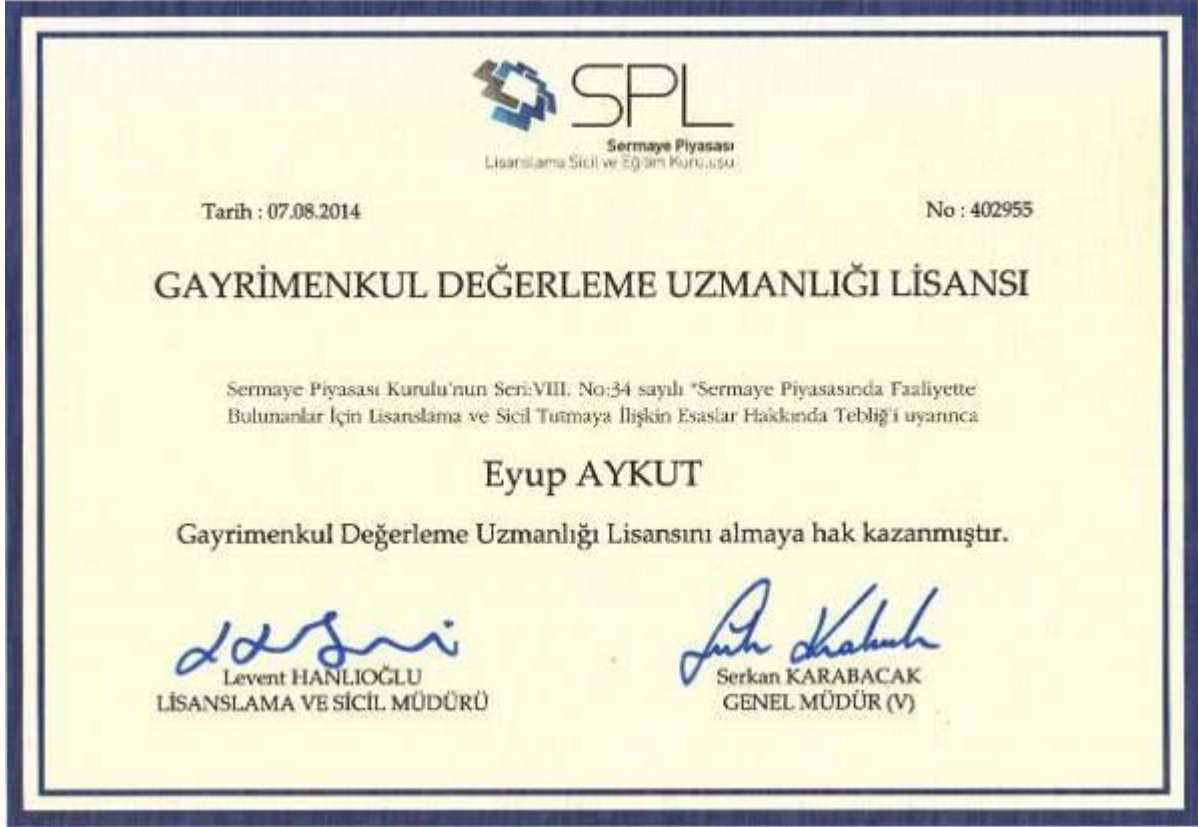 SPL
Sermaye Piyasası
Lisanslama Sicil ve Eğitim Kuruluşu
Tarih : 07.08.2014
No : 402955
GAYRİMENKUL DEĞERLEME UZMANLIĞI LİSANSI
Sermaye Piyasası Kurulu'nun Seri:VIII. No:34 sayılı "Sermaye Piyasasında Faaliyette
Bulunanlar İçin Lisanslama ve Sicil Tutmaya İlişkin Esaslar Hakkında Tebliğ'i uyarınca
Eyup AYKUT
Gayrimenkul Değerleme Uzmanlığı Lisansını almaya hak kazanmıştır.
Levent HANLIOĞLU
LİSANSLAMA VE SİCİL MÜDÜRÜ
Serkan KARABACAK
GENEL MÜDÜR (V)